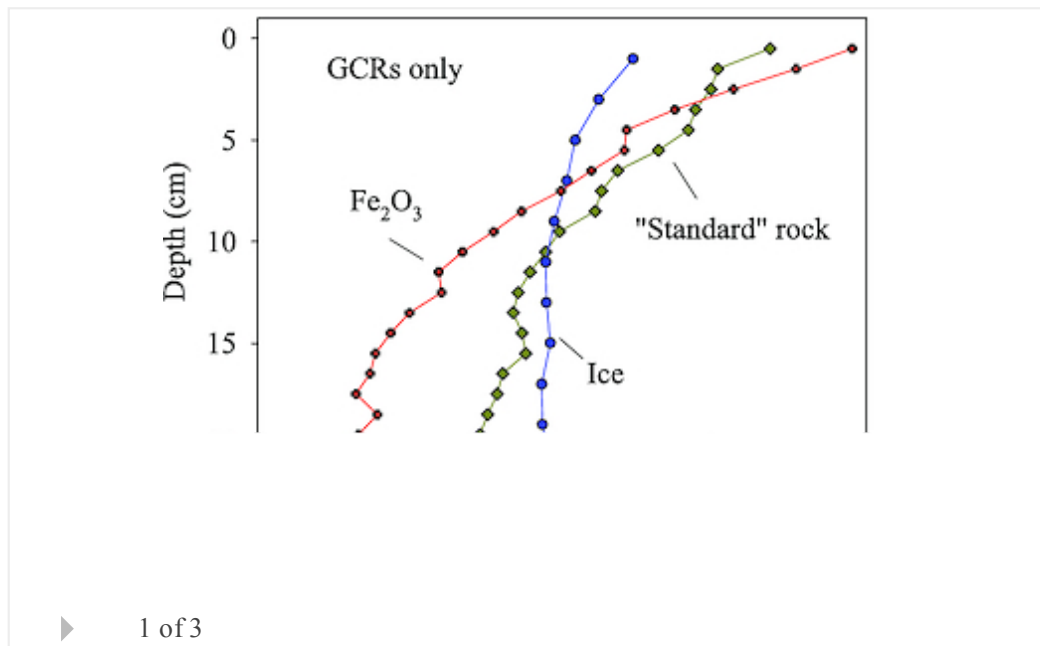 0
GCRs only
5
Fe₂O₃
"Standard" rock
Depth (cm)
10
15
Ice
1 of 3